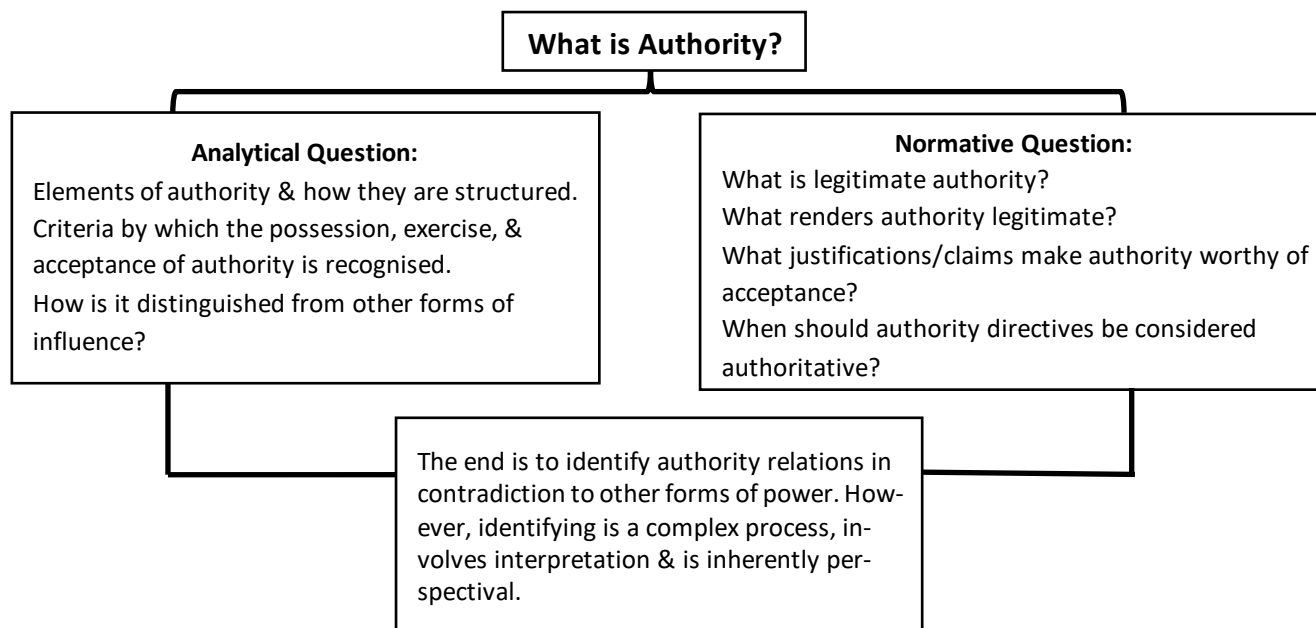 What is Authority?
Analytical Question:
Elements of authority & how they are structured.
Criteria by which the possession, exercise, &
acceptance of authority is recognised.
How is it distinguished from other forms of
influence?
Normative Question:
What is legitimate authority?
What renders authority legitimate?
What justifications/claims make authority worthy of
acceptance?
When should authority directives be considered
authoritative?
The end is to identify authority relations in
contradiction to other forms of power. How-
ever, identifying is a complex process, in-
volves interpretation & is inherently per-
spectival.